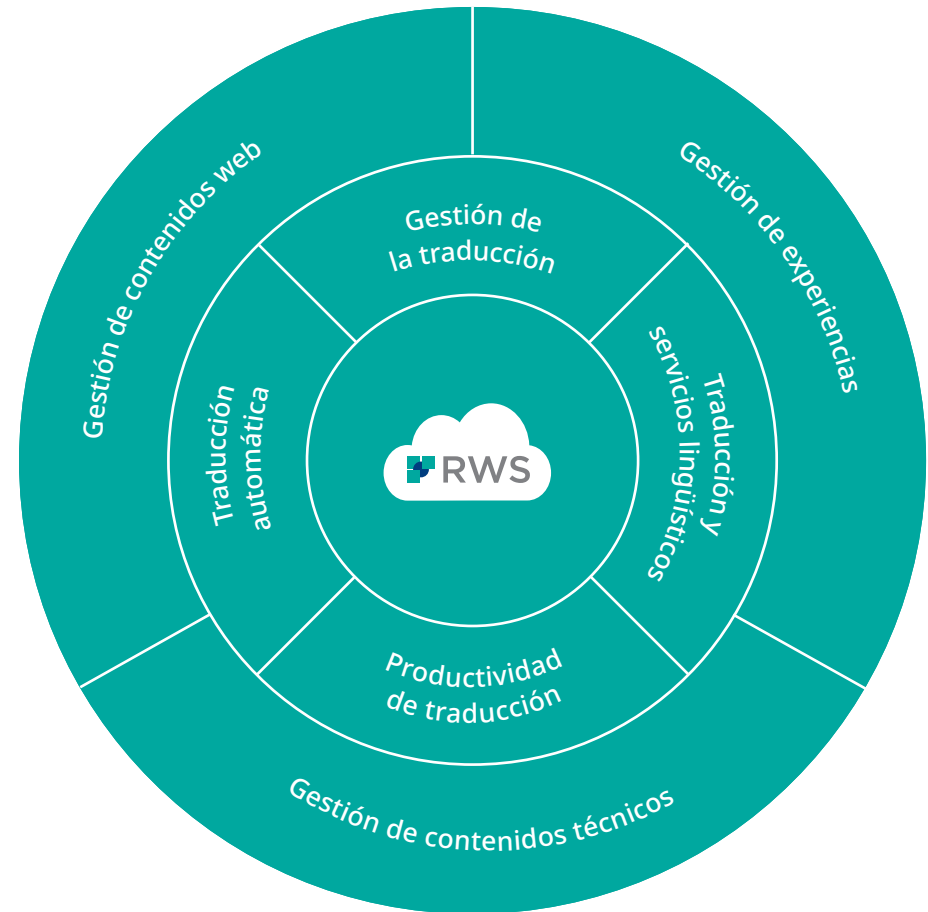 Gestión de contenidos web
Gestión de experiencias
Gestión de
la traducción
Traducción
automática
RWS
Traducción y
servicios lingüísticos
Productividad
de traducción
Gestión de contenidos técnicos